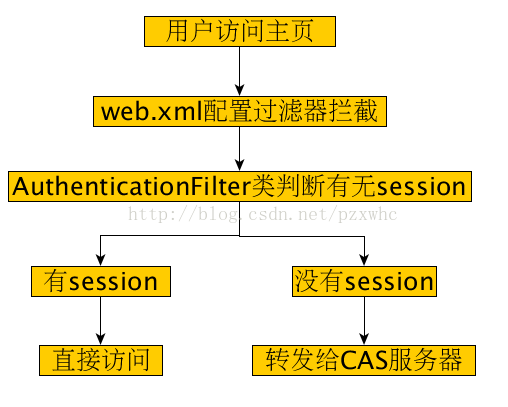 用户访问主页
web.xml配置过滤器拦截
AuthenticationFilter类判断有无session
http://blog.csdn.net/pzxwhc
有session
没有session
直接访问
转发给CAS服务器